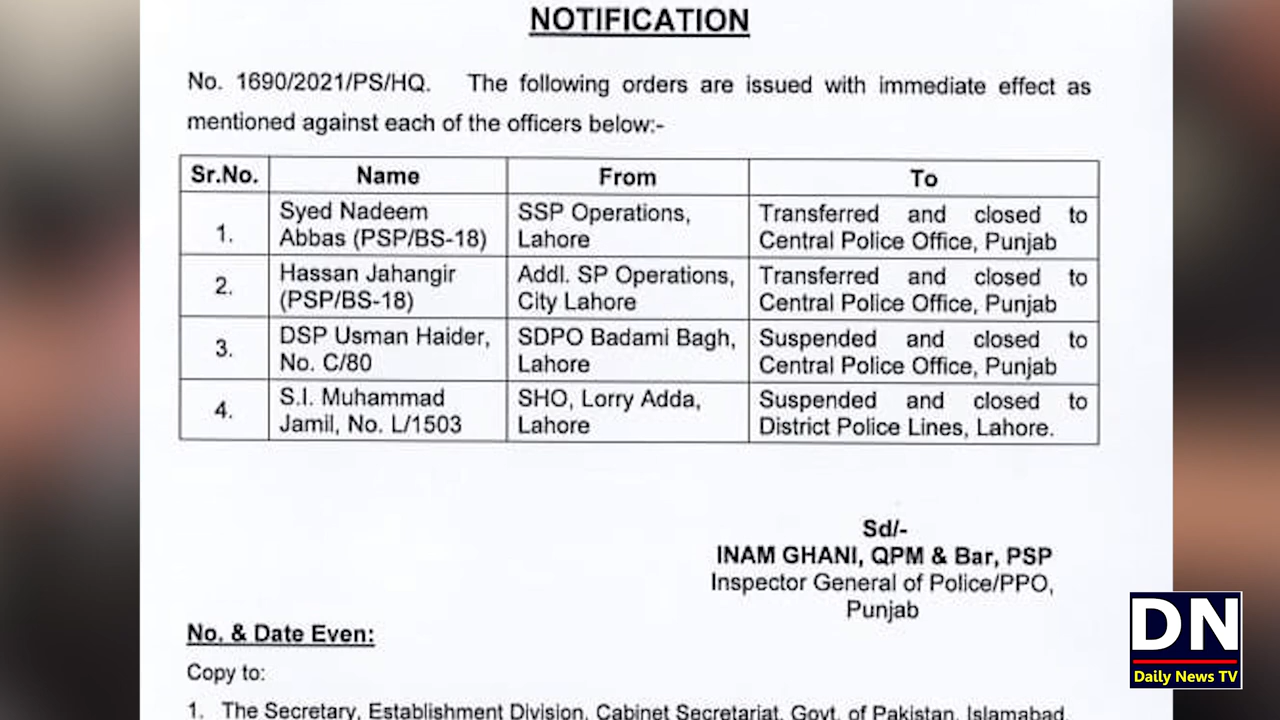 NOTIFICATION
No. 1690/2021/PS/HQ. The following orders are issued with immediate effect as
mentioned against each of the officers below:-
Sr.No. Name From To
1. Syed Nadeem Abbas (PSP/BS-18) SSP Operations, Lahore Transferred and closed to Central Police Office, Punjab
2. Hassan Jahangir (PSP/BS-18) Addl. SP Operations, City Lahore Transferred and closed to Central Police Office, Punjab
3. DSP Usman Haider, No. C/80 SDPO Badami Bagh, Lahore Suspended and closed to Central Police Office, Punjab
4. S.I. Muhammad Jamil, No. L/1503 SHO, Lorry Adda, Lahore Suspended and closed to District Police Lines, Lahore.
Sd/-
INAM GHANI, QPM & Bar, PSP
Inspector General of Police/PPO,
Punjab
No. & Date Even:
Copy to:
1. The Secretary, Establishment Division, Cabinet Secretariat, Govt. of Pakistan, Islamabad.
DN
Daily News TV